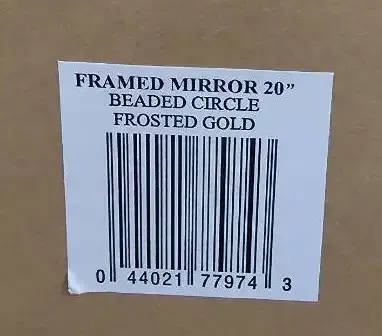 FRAMED MIRROR 20”
BEADED CIRCLE
FROSTED GOLD
0 44021 77974 3